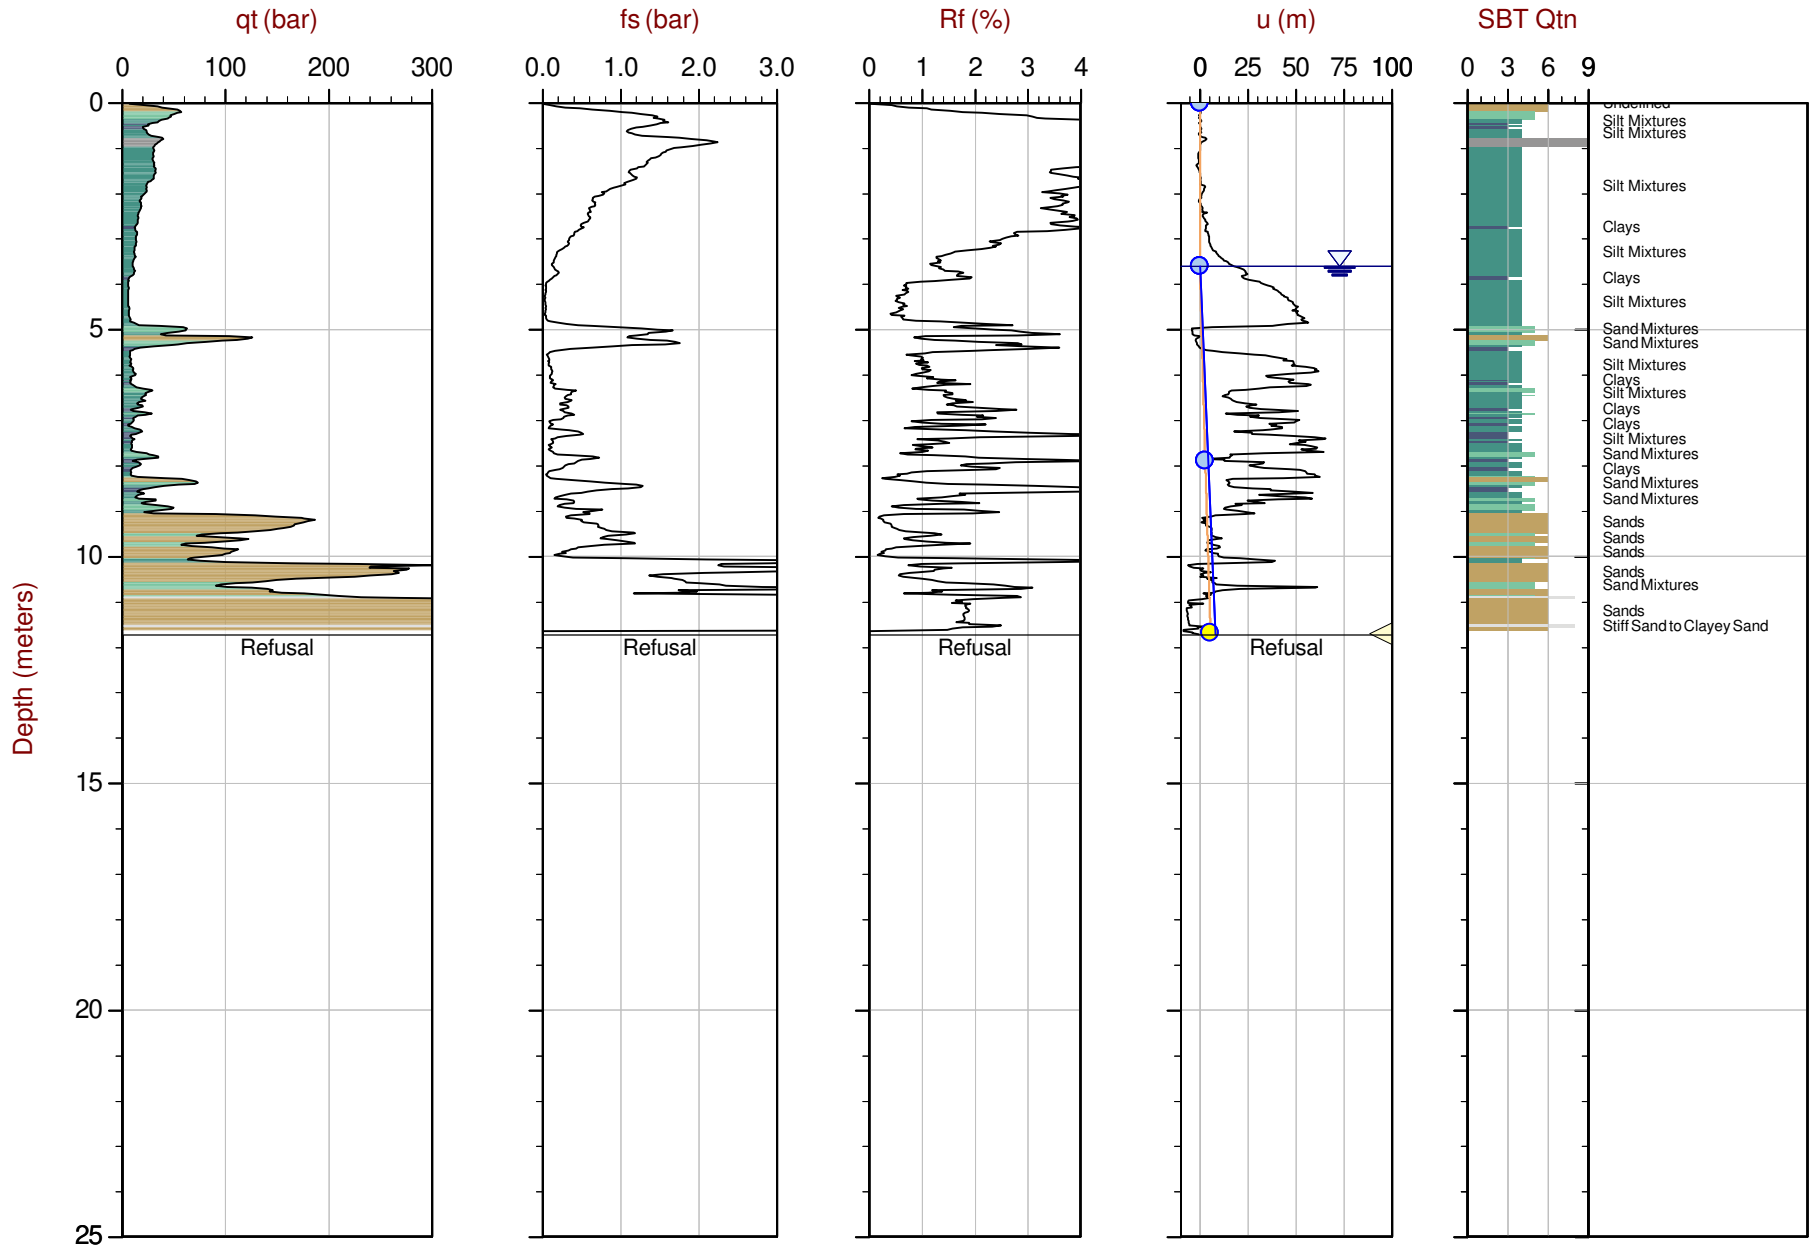 qt (bar) fs (bar) Rf (%) u (m) SBT Qtn
0 100 200 300 0.0 1.0 2.0 3.0 0 1 2 3 4 0 25 50 75 100 0 3 6 9
0
5
10
15
20
25
Depth (meters)
Undefined
Silt Mixtures
Silt Mixtures
Silt Mixtures
Clays
Silt Mixtures
Clays
Silt Mixtures
Sand Mixtures
Sand Mixtures
Silt Mixtures
Clays
Silt Mixtures
Clays
Clays
Silt Mixtures
Sand Mixtures
Clays
Sand Mixtures
Sand Mixtures
Sands
Sands
Sands
Sands
Sand Mixtures
Sands
Stiff Sand to Clayey Sand
Refusal Refusal Refusal Refusal